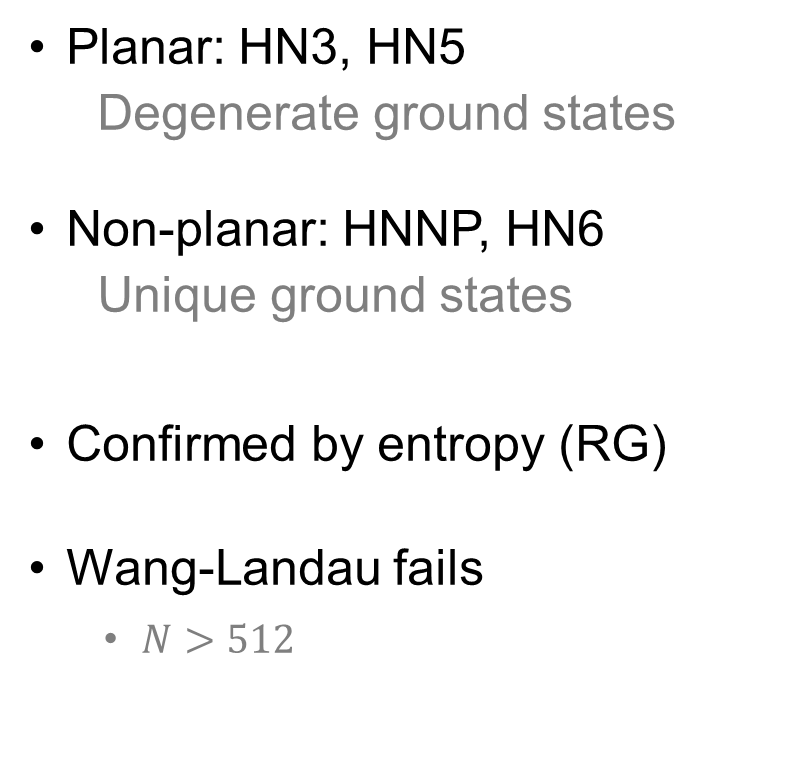 • Planar: HN3, HN5
Degenerate ground states
• Non-planar: HNNP, HN6
Unique ground states
• Confirmed by entropy (RG)
• Wang-Landau fails
• N > 512